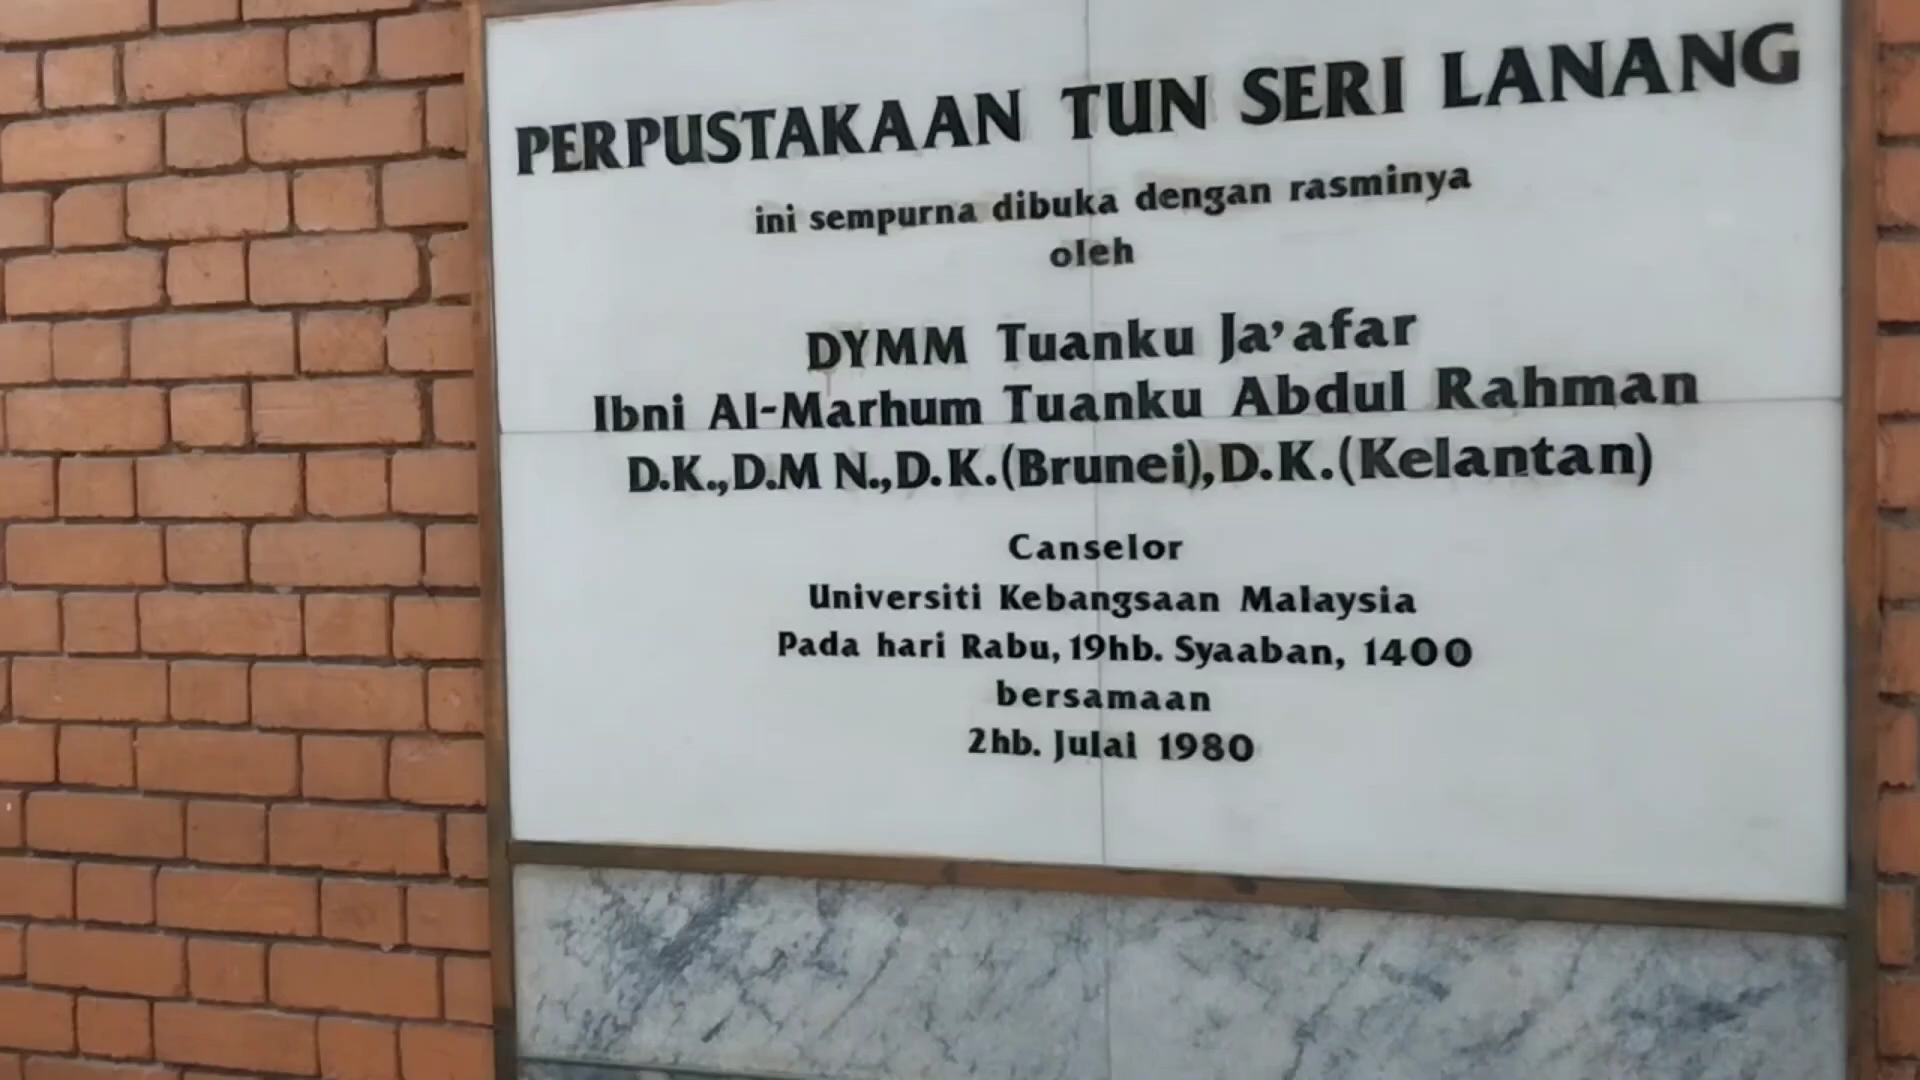 PERPUSTAKAAN TUN SERI LANANG
ini sempurna dibuka dengan rasminya
oleh
DYMM Tuanku Ja'afar
Ibni Al-Marhum Tuanku Abdul Rahman
D.K.,D.M N.,D.K.(Brunei),D.K.(Kelantan)
Canselor
Universiti Kebangsaan Malaysia
Pada hari Rabu, 19hb. Syaaban, 1400
bersamaan
2hb. Julai 1980